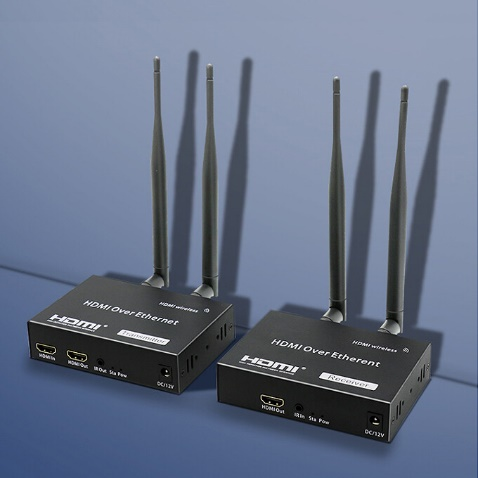 HDMI Over Ethernet
HDMI wireless
HDMI
Transmitter
HDMI In
HDMI Out
IR Out Sta Pow
DC/12V
HDMI Over Etherent
HDMI wireless
HDMI
Receiver
HDMI Out
IR In Sta Pow
DC/12V